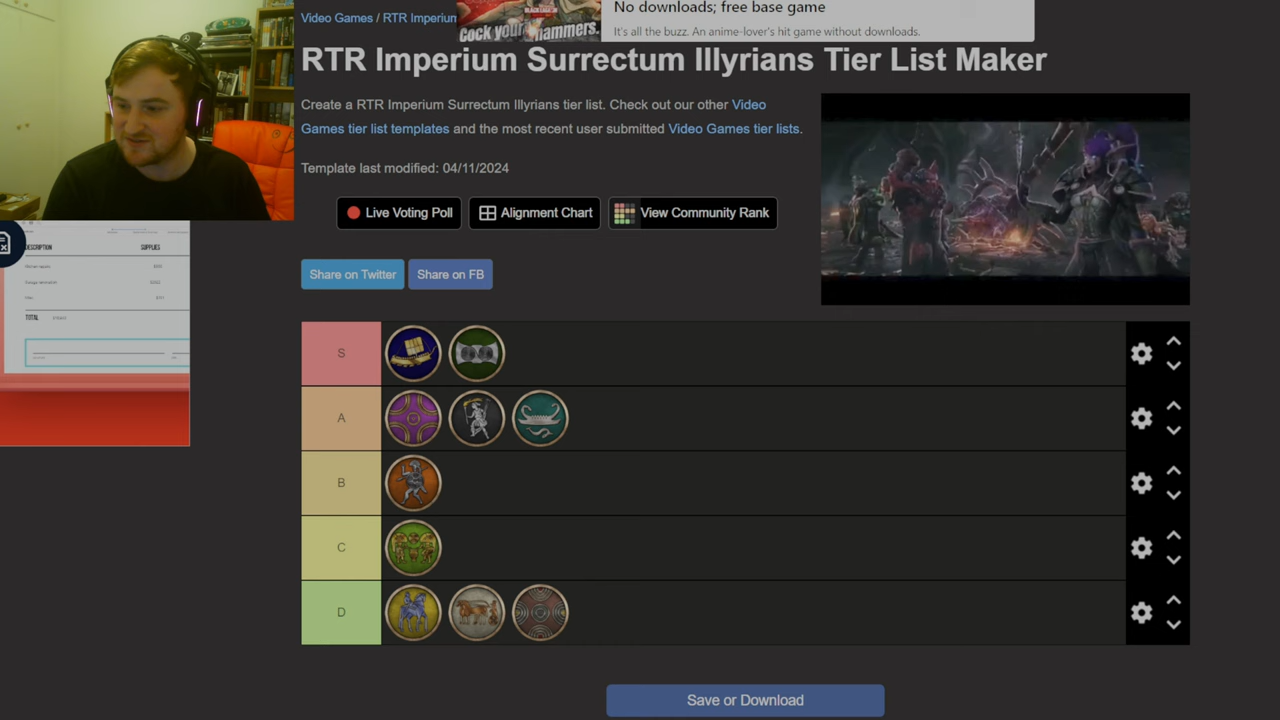 Video Games / RTR Imperium
No downloads; free base game
It's all the buzz. An anime-lover's hit game without downloads.
Cock your hammers.
RTR Imperium Surrectum Illyrians Tier List Maker
Create a RTR Imperium Surrectum Illyrians tier list. Check out our other Video
Games tier list templates and the most recent user submitted Video Games tier lists.
Template last modified: 04/11/2024
Live Voting Poll
Alignment Chart
View Community Rank
Share on Twitter
Share on FB
DESCRIPTION
SUPPLIES
TOTAL
S
A
B
C
D
Save or Download